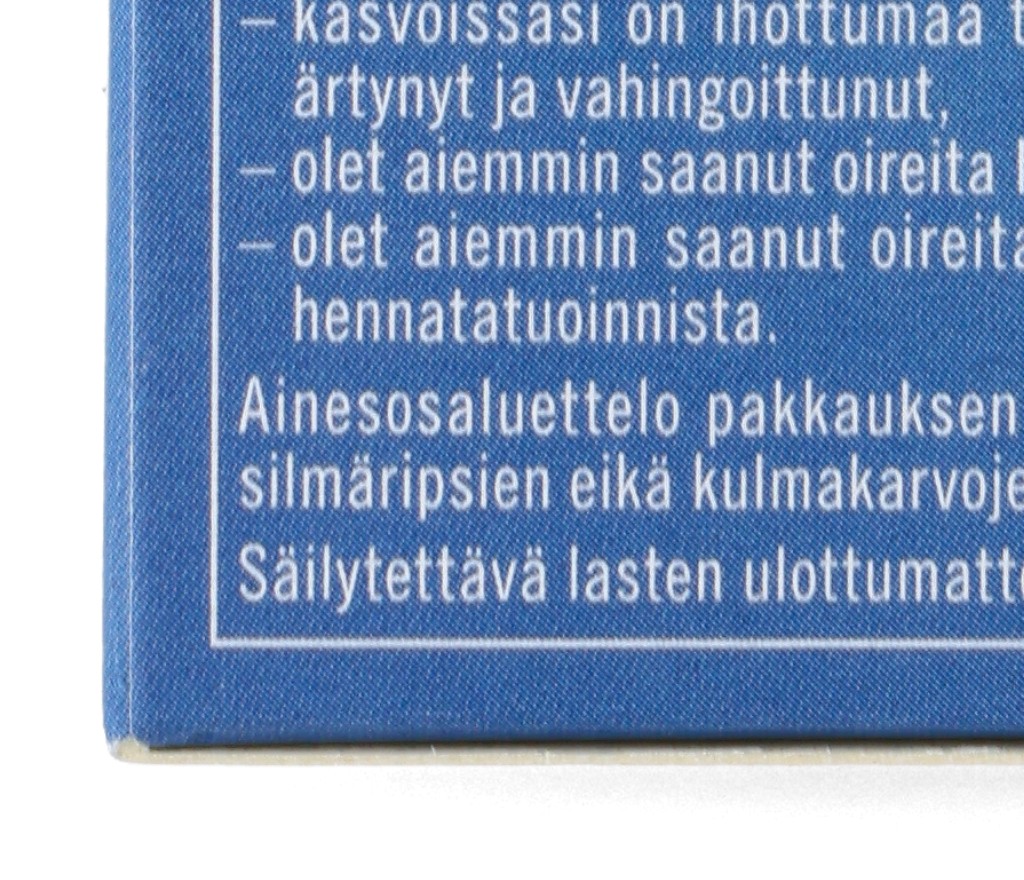 – kasvoissasi on ihottumaa
ärtynyt ja vahingoittunut,
– olet aiemmin saanut oireita
– olet aiemmin saanut oireita
hennatatuoinnista.
Ainesosaluettelo pakkauksen
silmäripsien eikä kulmakarvoje
Säilytettävä lasten ulottumatto